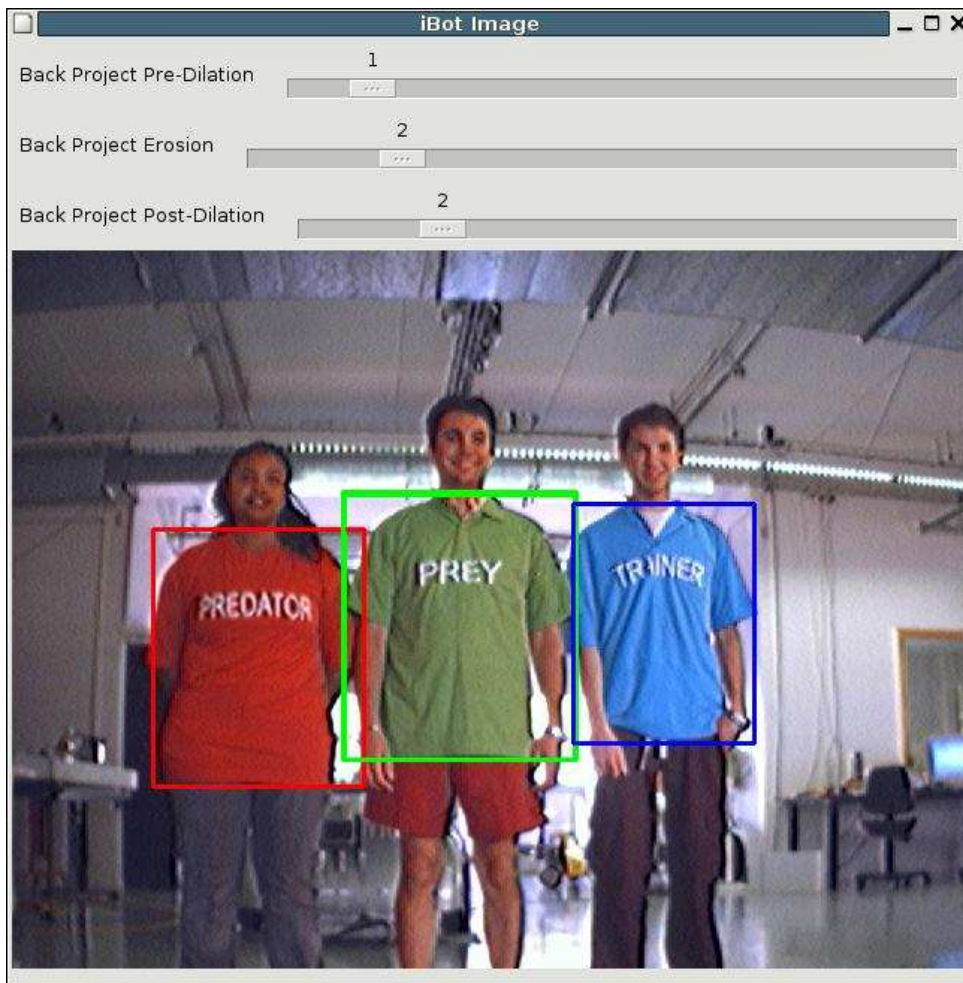 iBot Image
1
Back Project Pre-Dilation
2
Back Project Erosion
2
Back Project Post-Dilation
PREDATOR
PREY
TRAINER